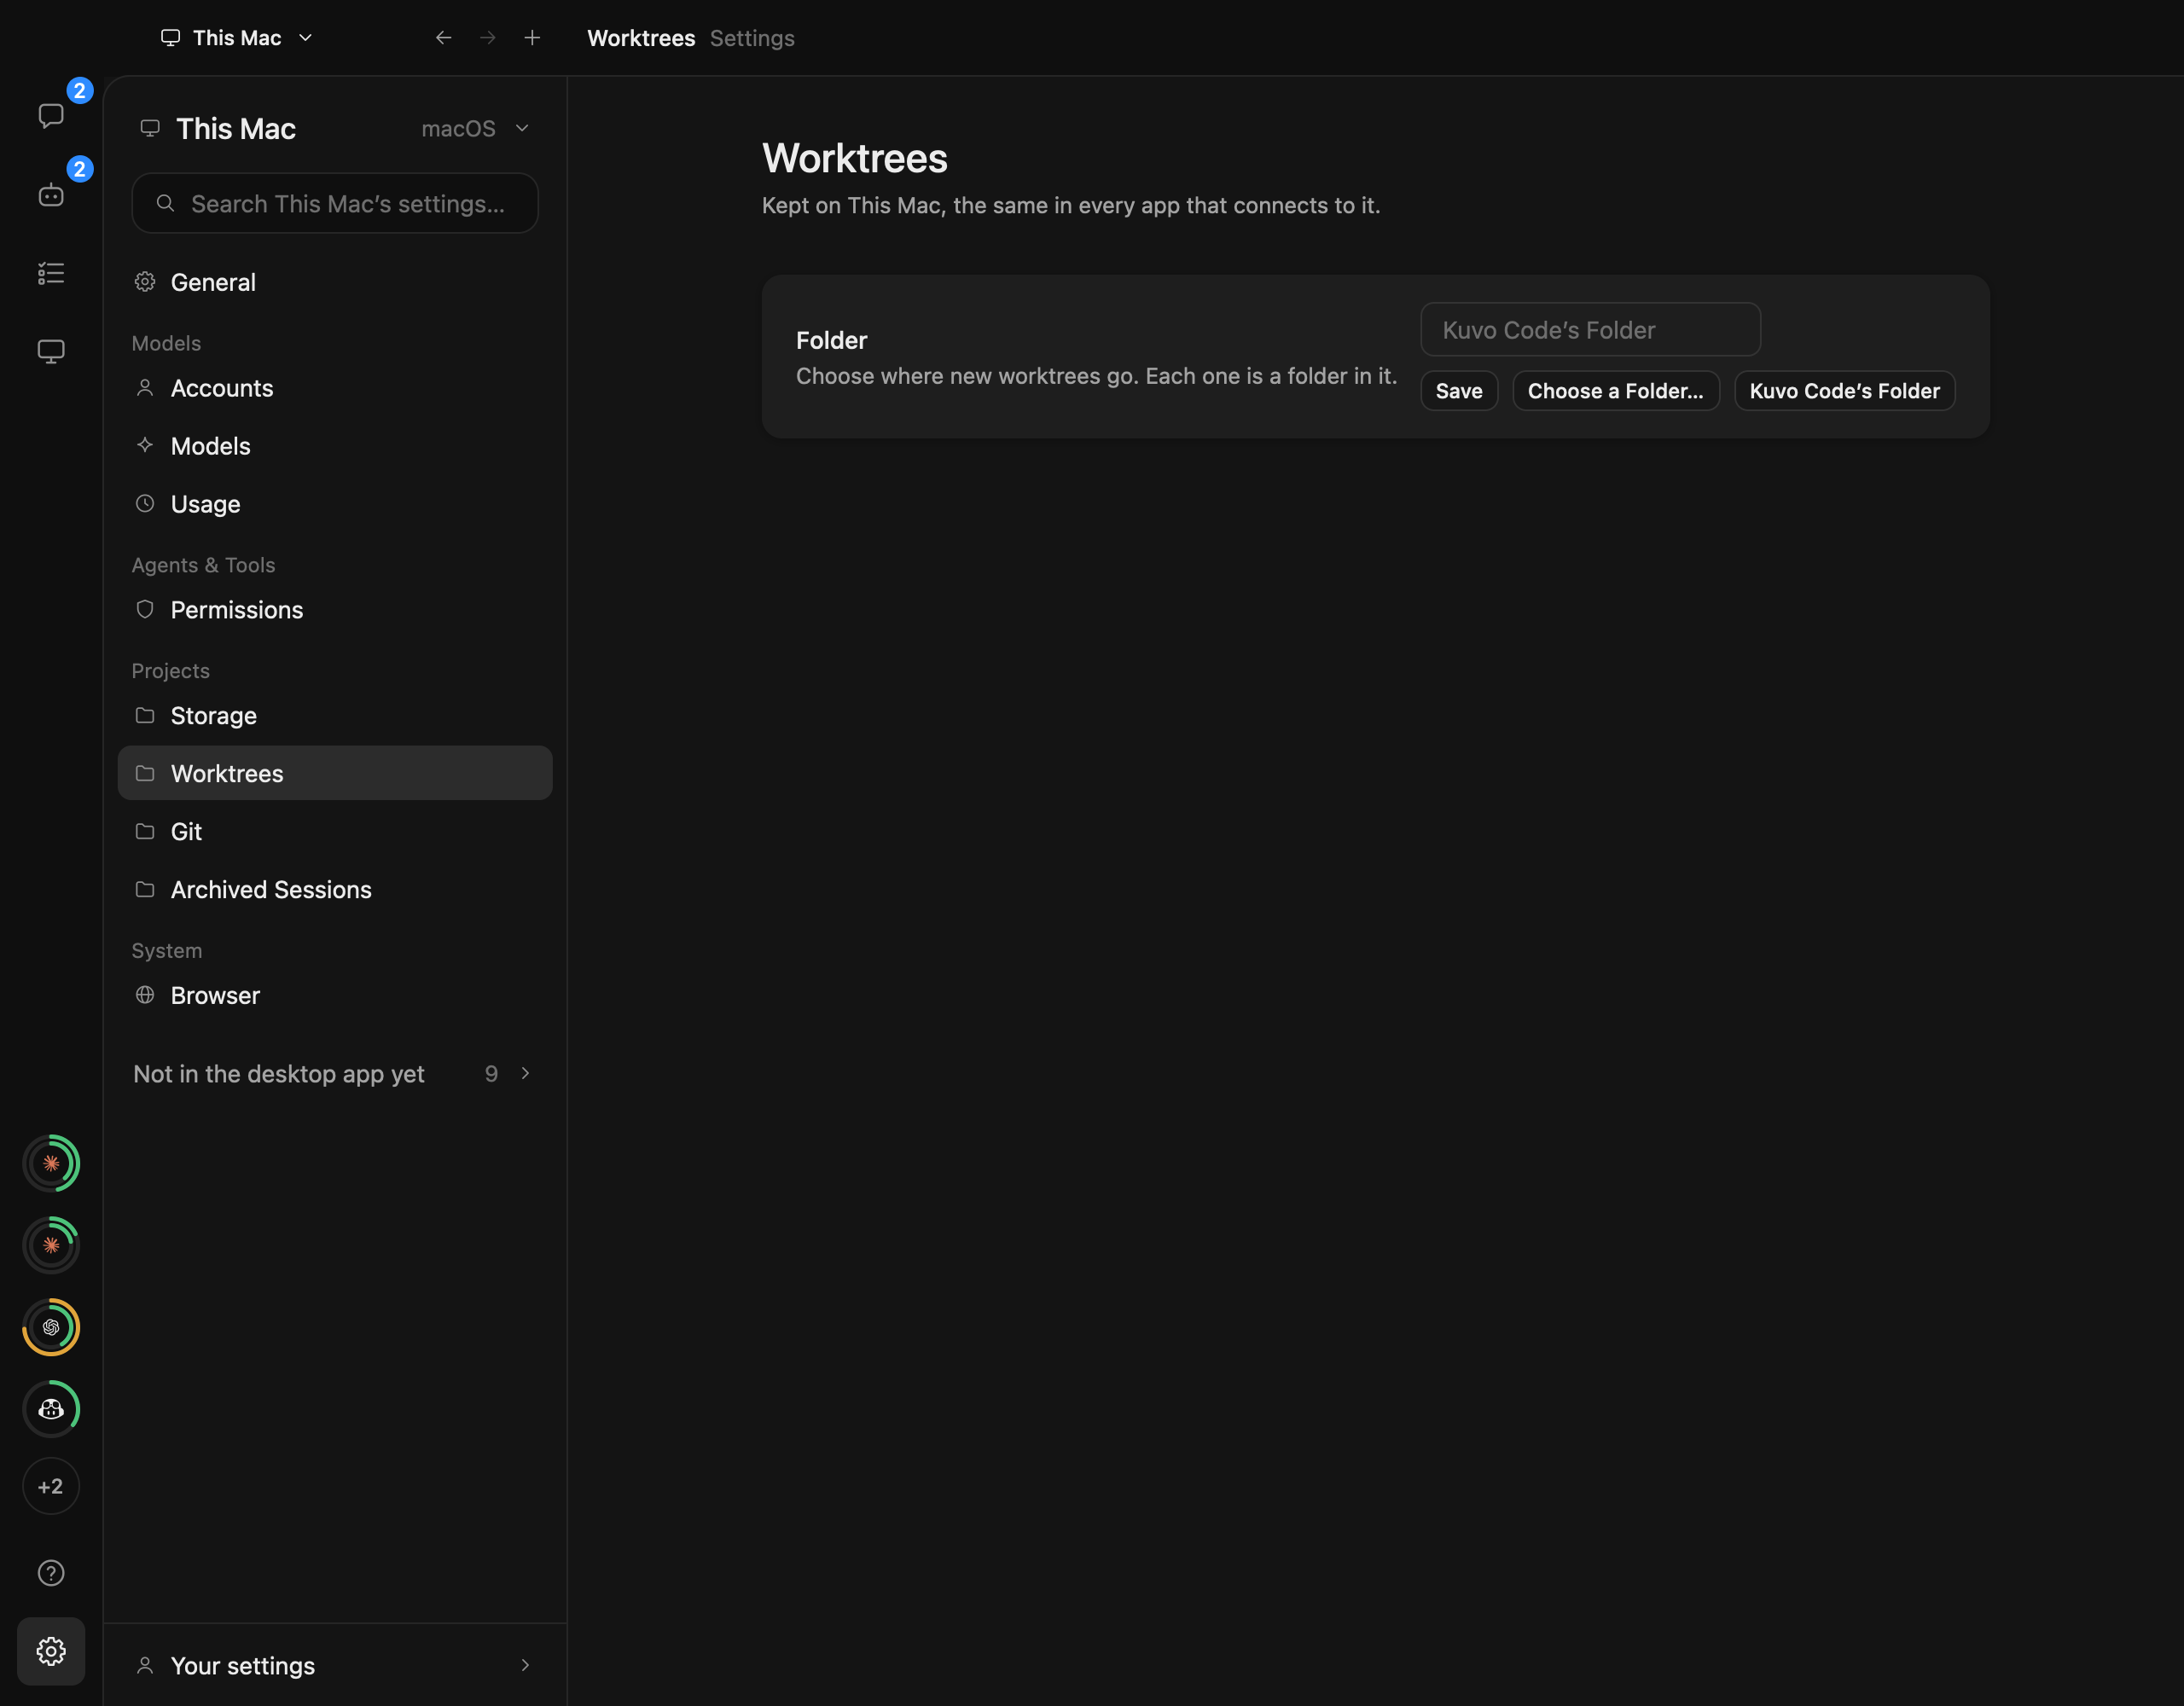 This Mac
Worktrees Settings
2
2
This Mac macOS
Search This Mac’s settings...
General
Models
Accounts
Models
Usage
Agents & Tools
Permissions
Projects
Storage
Worktrees
Git
Archived Sessions
System
Browser
Not in the desktop app yet 9
+2
Your settings
Worktrees
Kept on This Mac, the same in every app that connects to it.
Folder
Choose where new worktrees go. Each one is a folder in it.
Kuvo Code’s Folder
Save Choose a Folder... Kuvo Code’s Folder